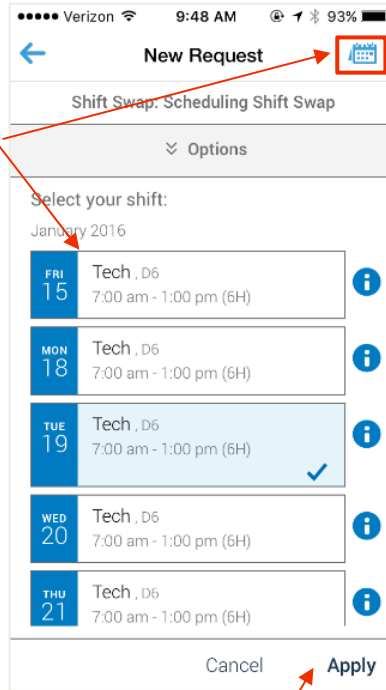 Verizon 9:48 AM 93%
New Request
Shift Swap: Scheduling Shift Swap
Options
Select your shift:
January 2016
FRI
15
Tech , D6
7:00 am - 1:00 pm (6H)
MON
18
Tech , D6
7:00 am - 1:00 pm (6H)
TUE
19
Tech , D6
7:00 am - 1:00 pm (6H)
WED
20
Tech , D6
7:00 am - 1:00 pm (6H)
THU
21
Tech , D6
7:00 am - 1:00 pm (6H)
Cancel Apply